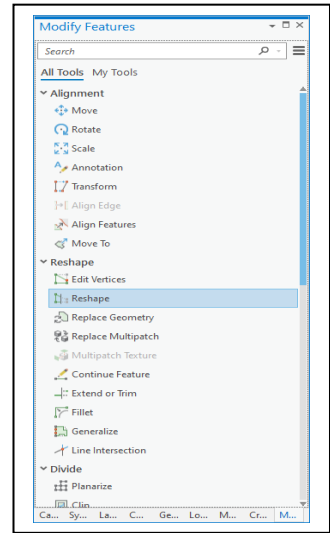 Modify Features
Search
All Tools My Tools
Alignment
Move
Rotate
Scale
Annotation
Transform
Align Edge
Align Features
Move To
Reshape
Edit Vertices
Reshape
Replace Geometry
Replace Multipatch
Multipatch Texture
Continue Feature
Extend or Trim
Fillet
Generalize
Line Intersection
Divide
Planarize
Clip
Ca... Sy... La... C... Ge... Lo... M... Cr... M...